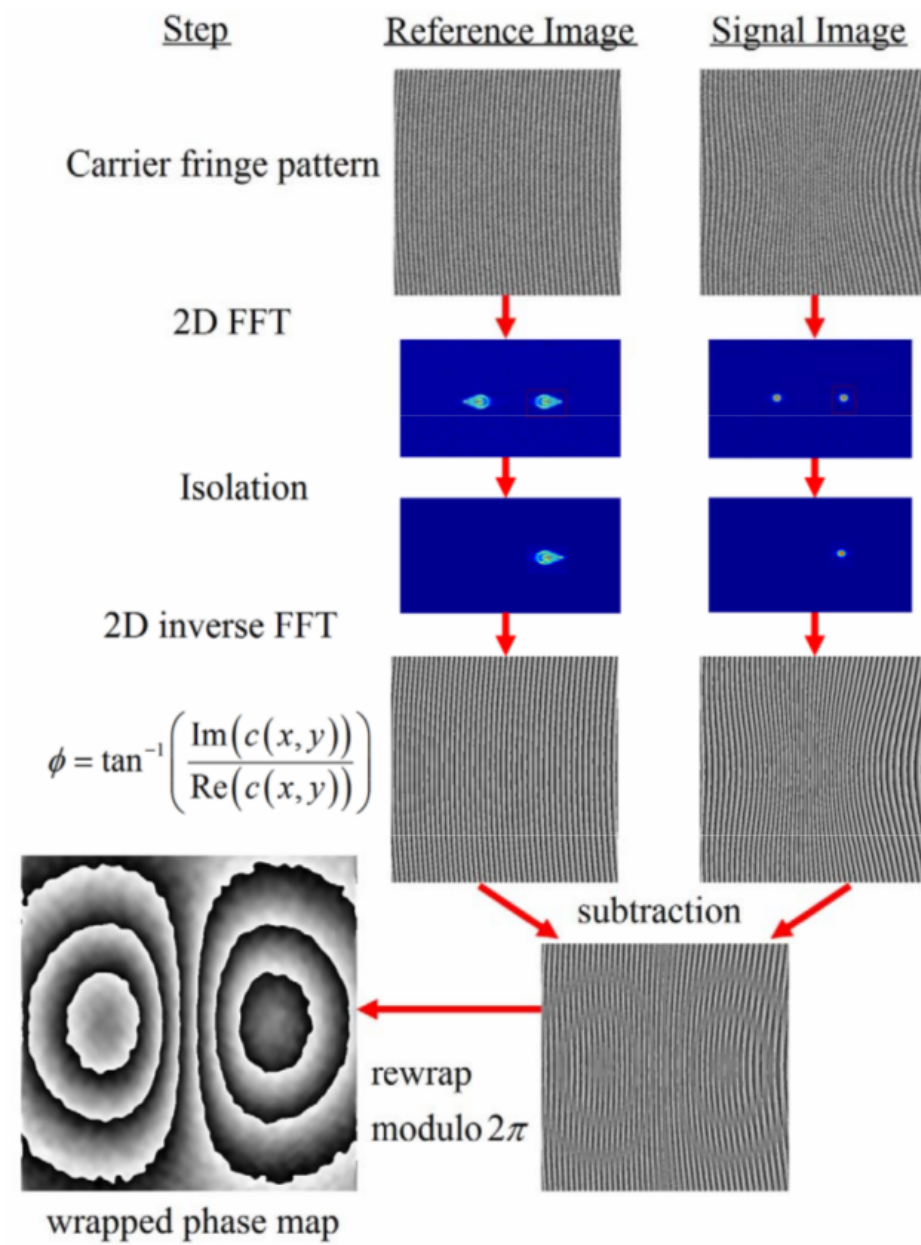 Step Reference Image Signal Image
Carrier fringe pattern
2D FFT
Isolation
2D inverse FFT
ϕ = tan⁻¹(Im(c(x, y))/Re(c(x, y)))
subtraction
rewrap
modulo 2π
wrapped phase map